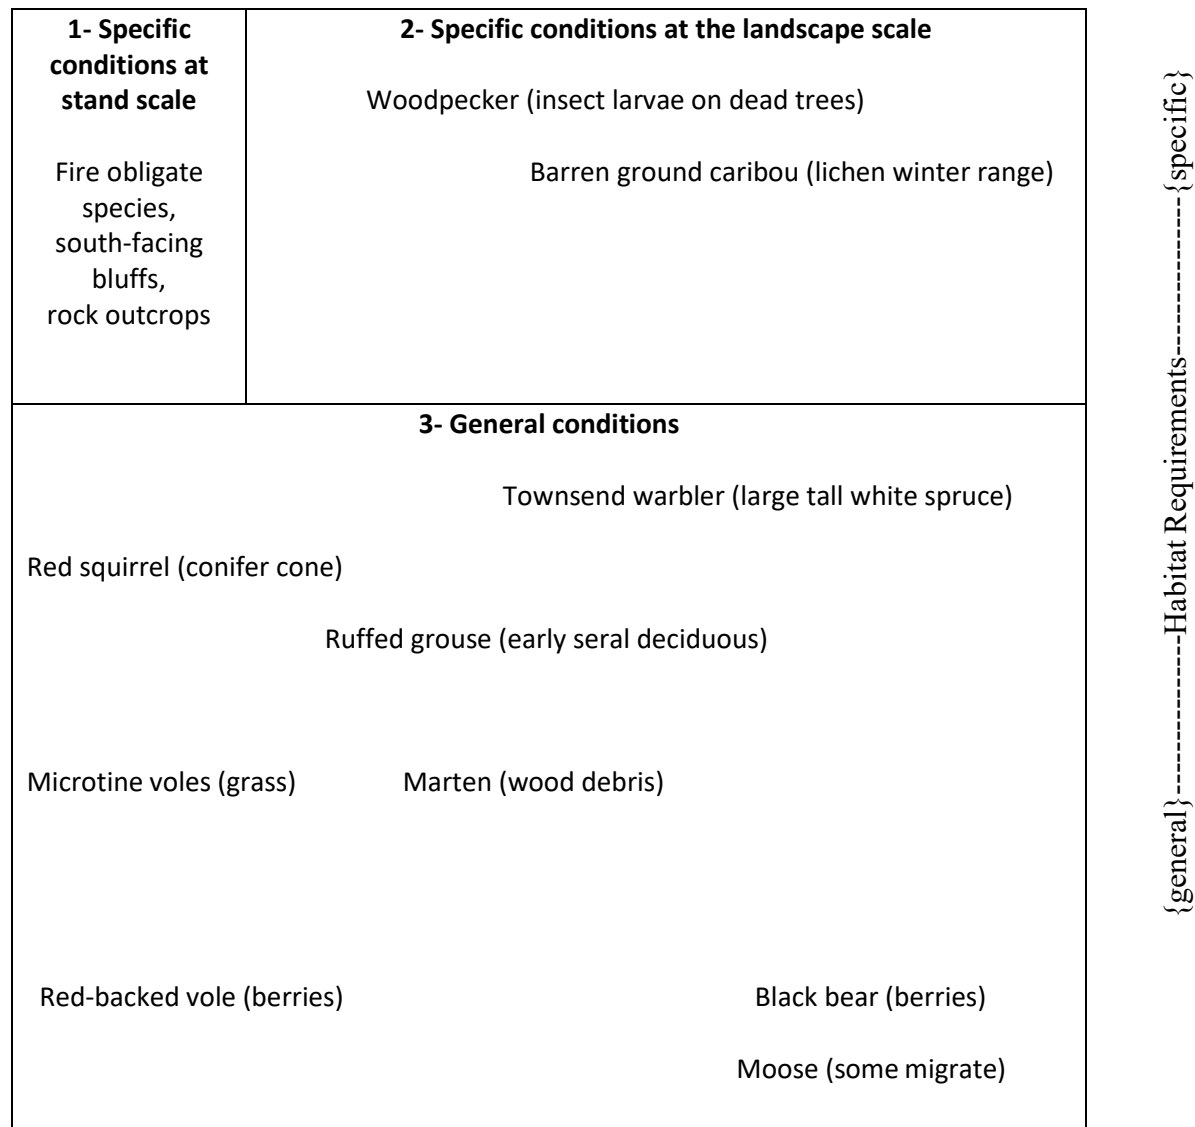 1- Specific
conditions at
stand scale
Fire obligate
species,
south-facing
bluffs,
rock outcrops
2- Specific conditions at the landscape scale
Woodpecker (insect larvae on dead trees)
Barren ground caribou (lichen winter range)
3- General conditions
Townsend warbler (large tall white spruce)
Red squirrel (conifer cone)
Ruffed grouse (early seral deciduous)
Microtine voles (grass) Marten (wood debris)
Red-backed vole (berries) Black bear (berries)
Moose (some migrate)
{general}------------------Habitat Requirements------------------{specific}